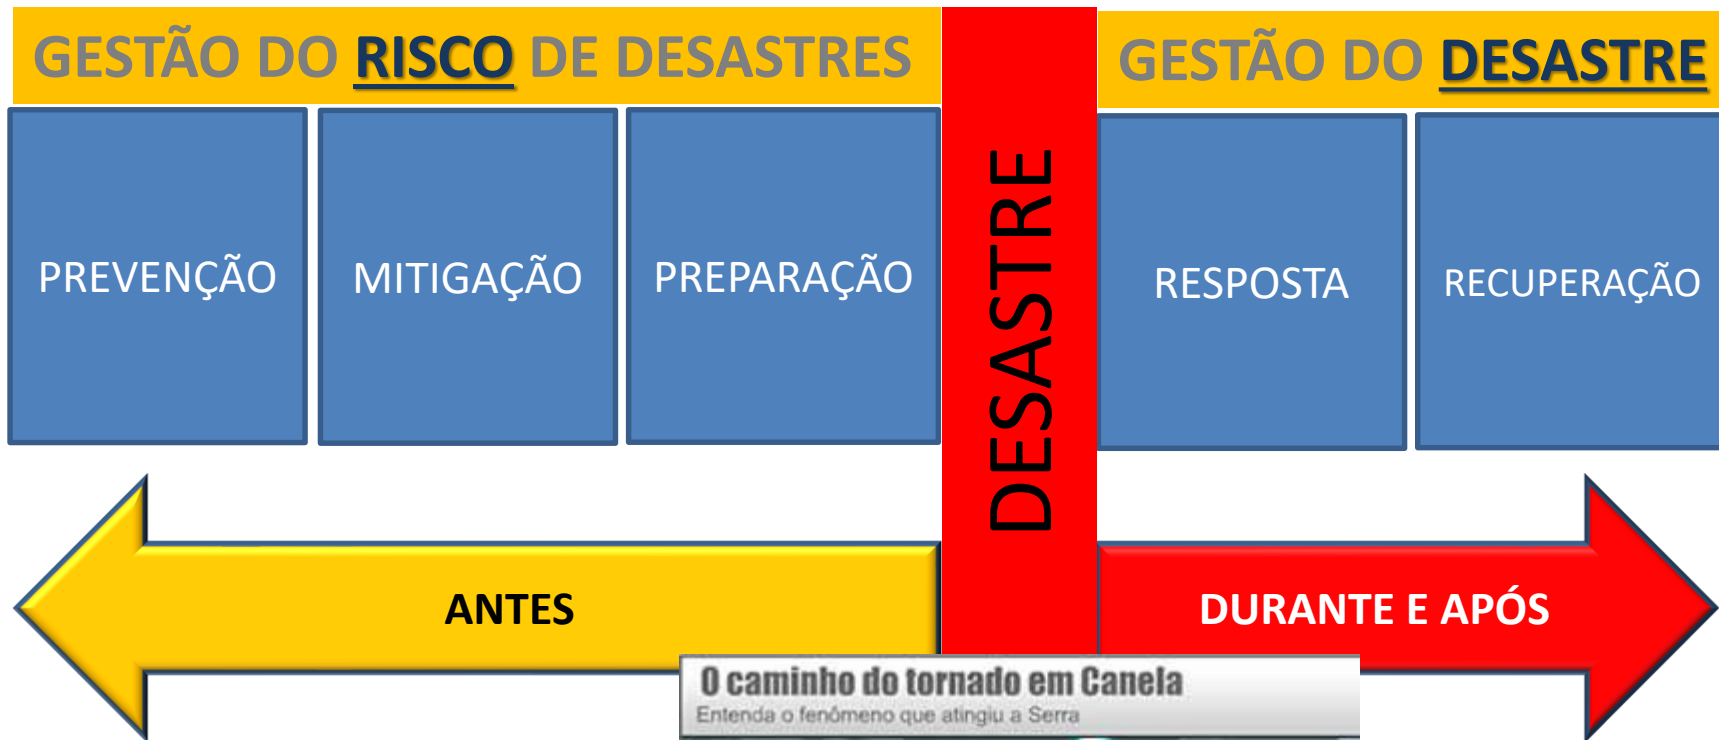 GESTÃO DO RISCO DE DESASTRES
GESTÃO DO DESASTRE
PREVENÇÃO
MITIGAÇÃO
PREPARAÇÃO
DESASTRE
RESPOSTA
RECUPERAÇÃO
ANTES
DURANTE E APÓS
O caminho do tornado em Canela
Entenda o fenômeno que atingiu a Serra